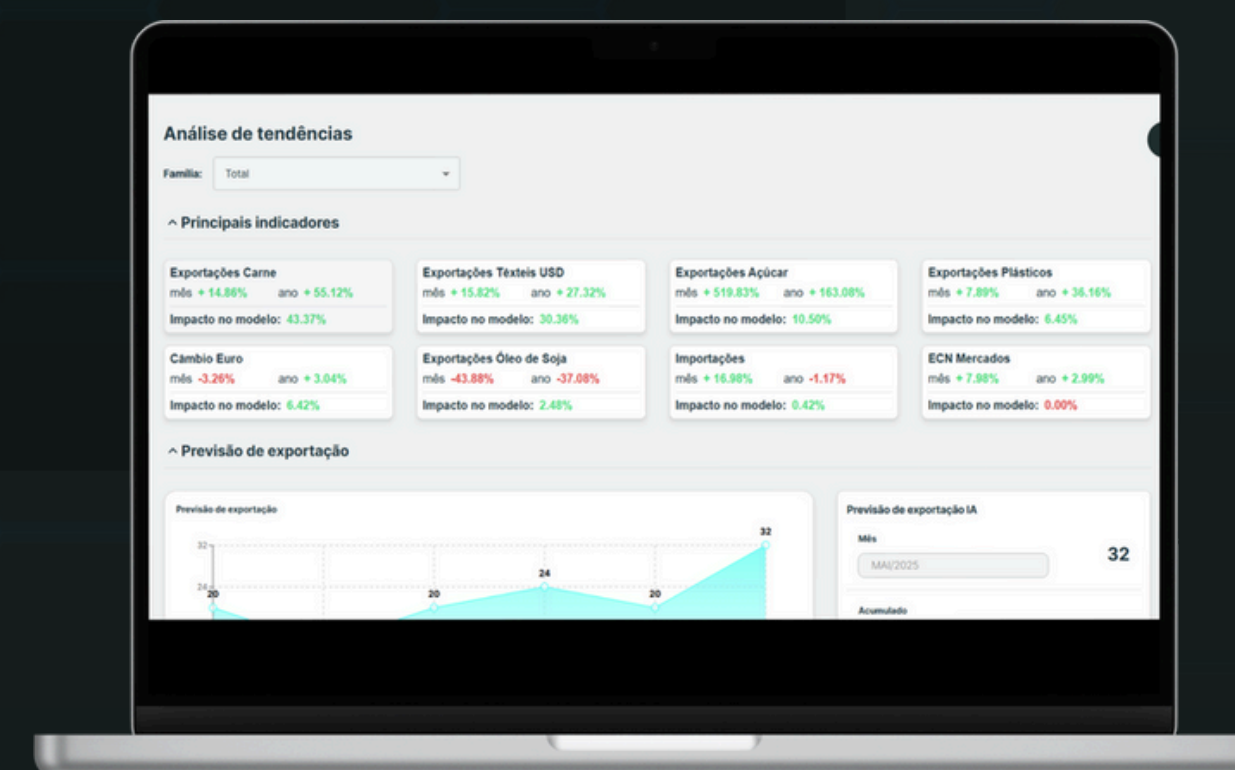 Análise de tendências
Família: Total
Principais indicadores
Exportações Carne
mês + 14.86% ano + 55.12%
Impacto no modelo: 43.37%
Exportações Têxteis USD
mês + 15.82% ano + 27.32%
Impacto no modelo: 30.36%
Exportações Açúcar
mês + 519.83% ano + 163.08%
Impacto no modelo: 10.50%
Exportações Plásticos
mês + 7.89% ano + 36.16%
Impacto no modelo: 6.45%
Câmbio Euro
mês -3.26% ano + 3.04%
Impacto no modelo: 6.42%
Exportações Óleo de Soja
mês -43.88% ano -37.08%
Impacto no modelo: 2.48%
Importações
mês + 16.98% ano -1.17%
Impacto no modelo: 0.42%
ECN Mercados
mês + 7.98% ano + 2.99%
Impacto no modelo: 0.00%
Previsão de exportação
Previsão de exportação
32
32
24
24
20
20
20
Previsão de exportação IA
Mês
MAI/2025
32
Acumulado